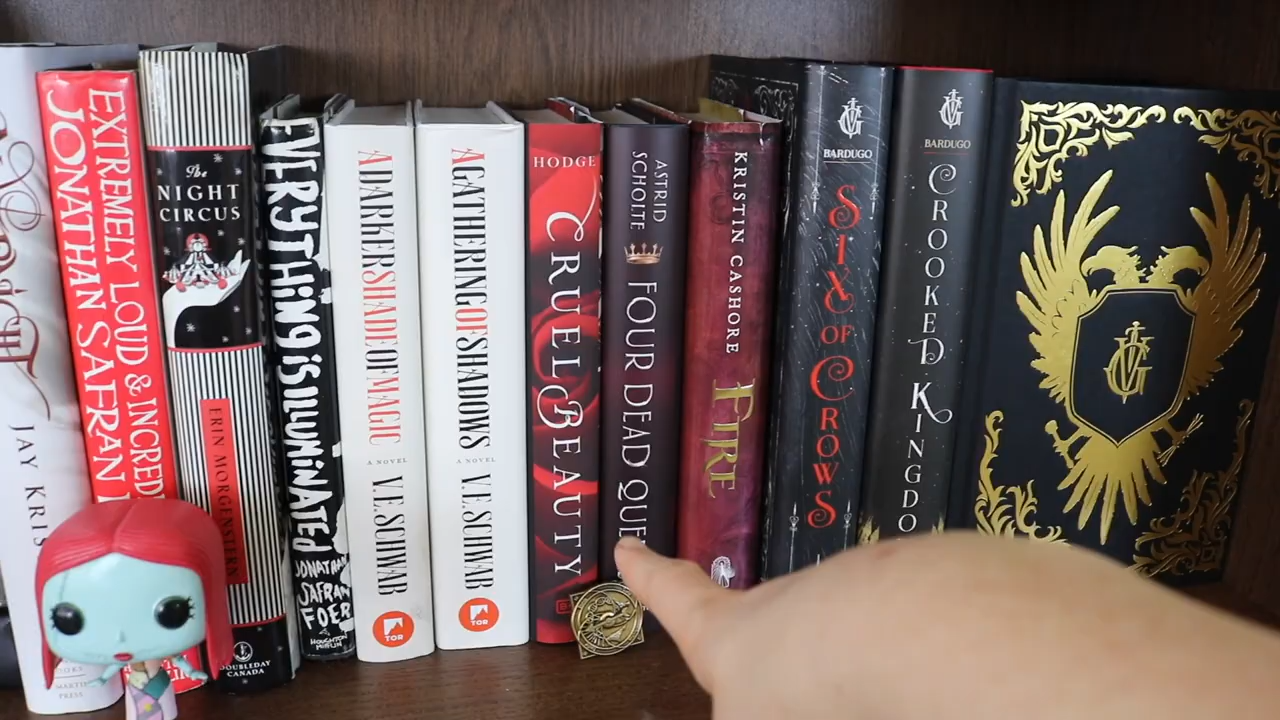 JAY KRIS
EXTREMELY LOUD & INCRED
JONATHAN SAFRAN
The
NIGHT
CIRCUS
ERIN MORGENSTERN
DOUBLEDAY
CANADA
EVERYTHING iS iLLUMiNATED
JONATHAN
SAFRAN
FOER
HOUGHTON
MIFFLIN
A DARKER SHADE OF MAGIC
A NOVEL
V. E. SCHWAB
TOR
A GATHERING OF SHADOWS
A NOVEL
V. E. SCHWAB
TOR
HODGE
CRUEL BEAUTY
ASTRID
SCHOLTE
FOUR DEAD QUE
KRISTIN CASHORE
FIRE
BARDUGO
SIX OF CROWS
BARDUGO
CROOKED KINGDO